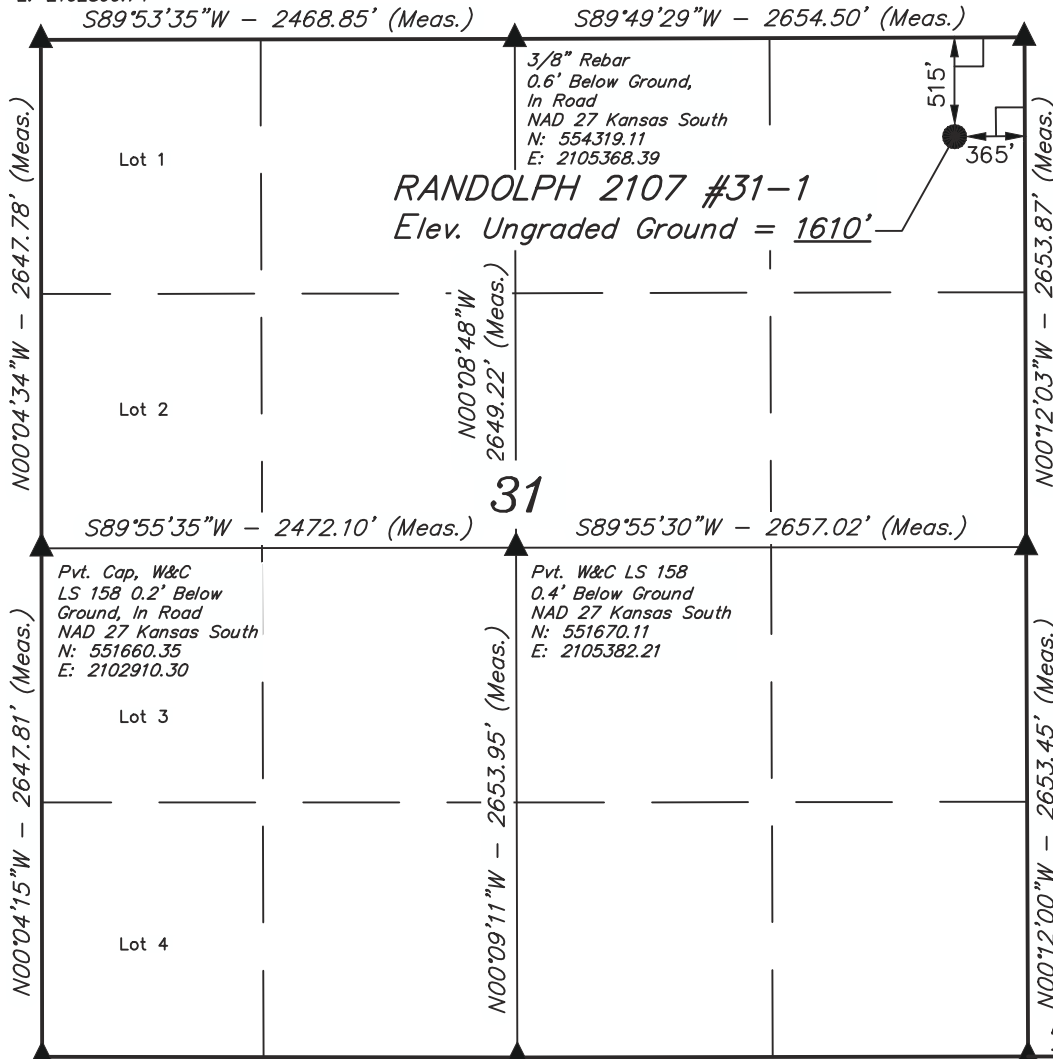 S89°53'35"W - 2468.85' (Meas.)
S89°49'29"W - 2654.50' (Meas.)
3/8" Rebar
0.6' Below Ground,
In Road
NAD 27 Kansas South
N: 554319.11
E: 2105368.39
515'
365'
Lot 1
RANDOLPH 2107 #31-1
Elev. Ungraded Ground = 1610'
N00°04'34"W - 2647.78' (Meas.)
N00°08'48"W
2649.22' (Meas.)
N00°12'03"W - 2653.87' (Meas.)
Lot 2
31
S89°55'35"W - 2472.10' (Meas.)
S89°55'30"W - 2657.02' (Meas.)
Pvt. Cap, W&C
LS 158 0.2' Below
Ground, In Road
NAD 27 Kansas South
N: 551660.35
E: 2102910.30
Pvt. W&C LS 158
0.4' Below Ground
NAD 27 Kansas South
N: 551670.11
E: 2105382.21
Lot 3
N00°04'15"W - 2647.81' (Meas.)
N00°09'11"W - 2653.95' (Meas.)
N00°12'00"W - 2653.45' (Meas.)
Lot 4